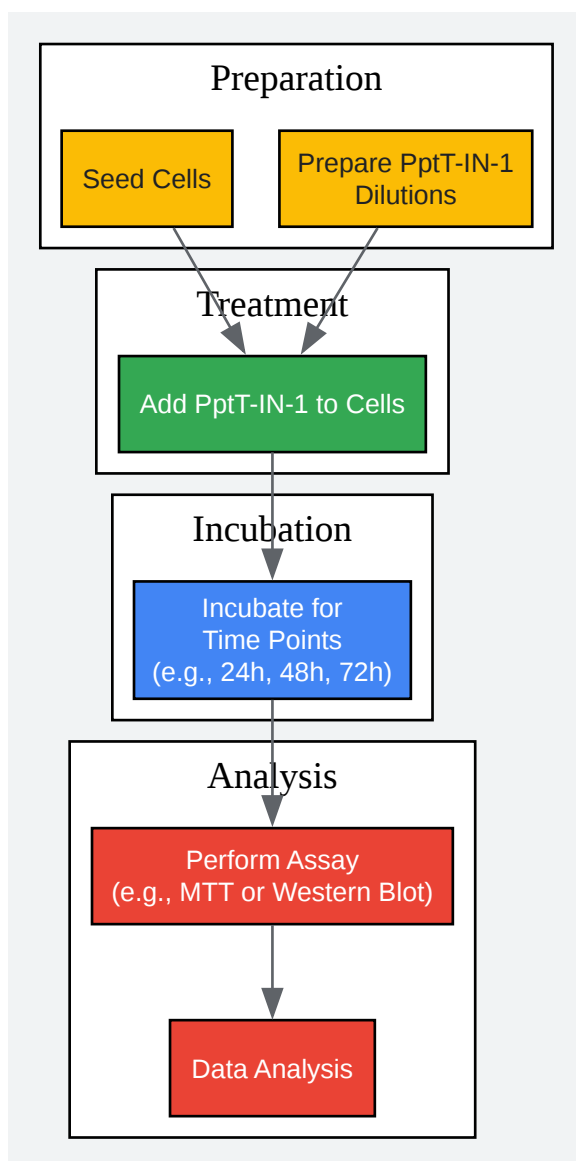 Preparation
Seed Cells
Prepare PptT-IN-1
Dilutions
Treatment
Add PptT-IN-1 to Cells
Incubation
Incubate for
Time Points
(e.g., 24h, 48h, 72h)
Analysis
Perform Assay
(e.g., MTT or Western Blot)
Data Analysis